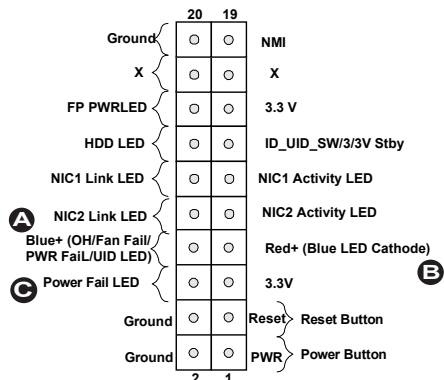 20 19
Ground NMI
X X
FP PWRLED 3.3 V
HDD LED ID_UID_SW/3/3V Stby
NIC1 Link LED NIC1 Activity LED
A NIC2 Link LED NIC2 Activity LED
Blue+ (OH/Fan Fail/
PWR FaiL/UID LED) Red+ (Blue LED Cathode) B
C Power Fail LED 3.3V
Ground Reset Reset Button
Ground PWR Power Button
2 1